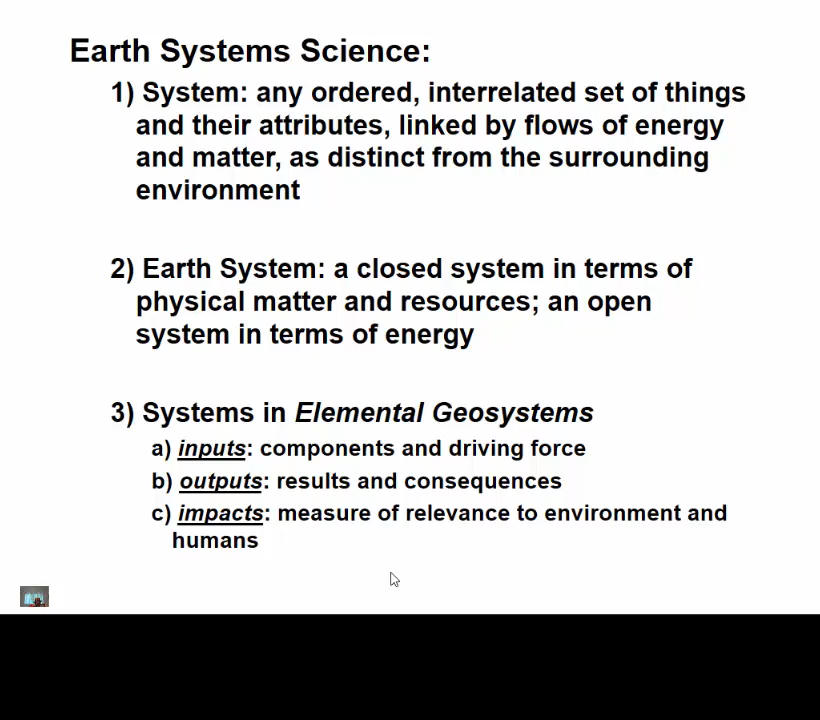 Earth Systems Science:
1) System: any ordered, interrelated set of things
and their attributes, linked by flows of energy
and matter, as distinct from the surrounding
environment
2) Earth System: a closed system in terms of
physical matter and resources; an open
system in terms of energy
3) Systems in Elemental Geosystems
a) inputs: components and driving force
b) outputs: results and consequences
c) impacts: measure of relevance to environment and
humans